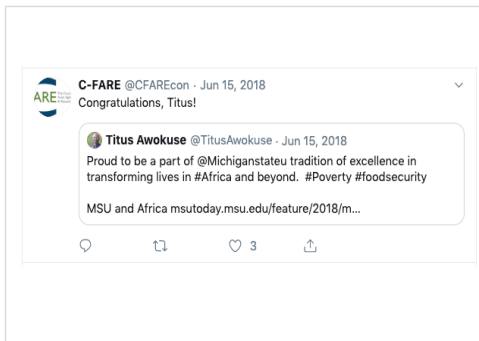 ARE
C-FARE @CFAREcon · Jun 15, 2018
Congratulations, Titus!
Titus Awokuse @TitusAwokuse · Jun 15, 2018
Proud to be a part of @Michiganstateu tradition of excellence in
transforming lives in #Africa and beyond. #Poverty #foodsecurity
MSU and Africa msutoday.msu.edu/feature/2018/m...
3